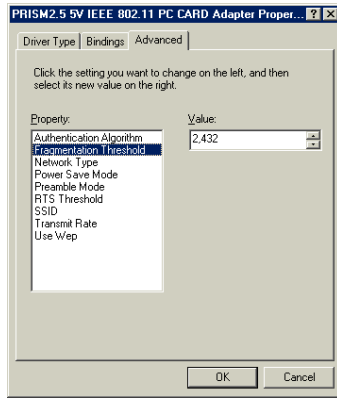 PRISM2.5 5V IEEE 802.11 PC CARD Adapter Proper...
Driver Type
Bindings
Advanced
Click the setting you want to change on the left, and then
select its new value on the right.
Property:
Authentication Algorithm
Fragmentation Threshold
Network Type
Power Save Mode
Preamble Mode
RTS Threshold
SSID
Transmit Rate
Use Wep
Value:
2,432
OK
Cancel